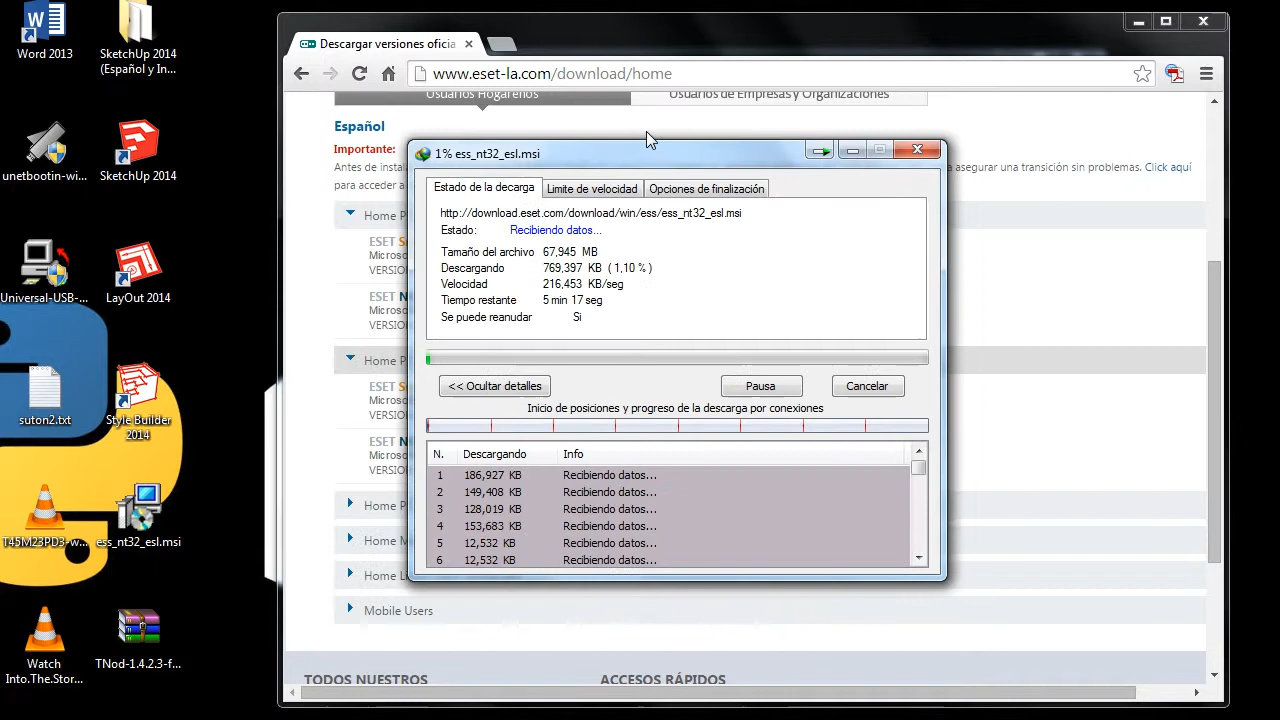 Word 2013
SketchUp 2014
(Español y In...
unetbootin-wi...
SketchUp 2014
Universal-USB-...
LayOut 2014
suton2.txt
Style Builder
2014
T45M23PD3-w...
ess_nt32_esl.msi
Watch
Into.The.Stor...
TNod-1.4.2.3-f...
Descargar versiones oficia
www.eset-la.com/download/home
Usuarios Hogareños
Usuarios de Empresas y Organizaciones
Español
Importante:
Antes de instal
asegurar una transición sin problemas. Click aquí
para acceder a
Home P
ESET S
Microso
VERSIO
ESET N
Microso
VERSIO
Home P
ESET S
Microso
VERSIO
ESET N
Microso
VERSIO
Home P
Home M
Home L
Mobile Users
TODOS NUESTROS
ACCESOS RÁPIDOS
1% ess_nt32_esl.msi
Estado de la decarga
Limite de velocidad
Opciones de finalización
http://download.eset.com/download/win/ess/ess_nt32_esl.msi
Estado: Recibiendo datos...
Tamaño del archivo 67,945 MB
Descargando 769,397 KB ( 1,10 % )
Velocidad 216,453 KB/seg
Tiempo restante 5 min 17 seg
Se puede reanudar Si
<< Ocultar detalles
Pausa
Cancelar
Inicio de posiciones y progreso de la descarga por conexiones
N. Descargando Info
1 186,927 KB Recibiendo datos...
2 149,408 KB Recibiendo datos...
3 128,019 KB Recibiendo datos...
4 153,683 KB Recibiendo datos...
5 12,532 KB Recibiendo datos...
6 12,532 KB Recibiendo datos...